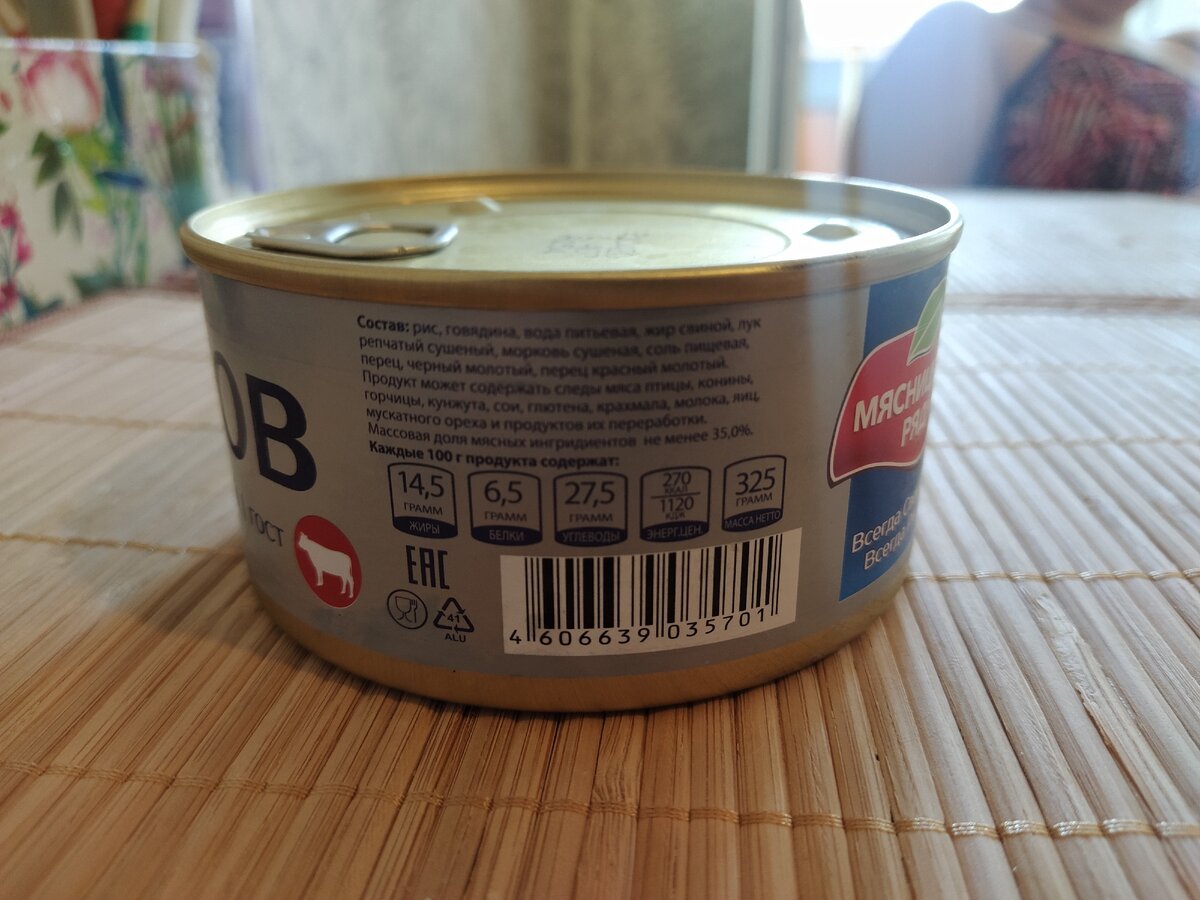 Состав: рис, говядина, вода питьевая, жир свиной, лук
репчатый сушеный, морковь сушеная, соль пищевая,
перец, черный молотый, перец красный молотый.
Продукт может содержать следы мяса птицы, конины,
горчицы, кунжута, сои, глютена, крахмала, молока, яиц,
мускатного ореха и продуктов их переработки.
Массовая доля мясных ингридиентов не менее 35,0%.
Каждые 100 г продукта содержат:
14,5
ГРАММ
ЖИРЫ
6,5
ГРАММ
БЕЛКИ
27,5
ГРАММ
УГЛЕВОДЫ
270
ККАЛ
1120
КДЖ
ЭНЕРГ.ЦЕН
325
ГРАММ
МАССА НЕТТО
ОВ
ГОСТ
EAC
41
ALU
4 606639 035701
МЯСНИЦ
РЯД
Всегда
Всегда